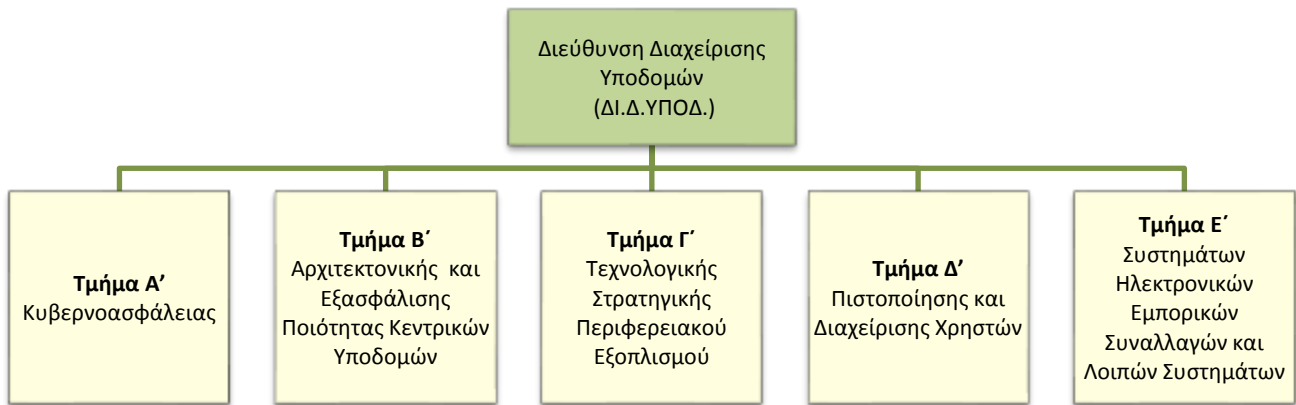 Διεύθυνση Διαχείρισης
Υποδομών
(ΔΙ.Δ.ΥΠΟΔ.)
Τμήμα Α’
Κυβερνοασφάλειας
Τμήμα Β΄
Αρχιτεκτονικής και
Εξασφάλισης
Ποιότητας Κεντρικών
Υποδομών
Τμήμα Γ΄
Τεχνολογικής
Στρατηγικής
Περιφερειακού
Εξοπλισμού
Τμήμα Δ’
Πιστοποίησης και
Διαχείρισης Χρηστών
Τμήμα Ε΄
Συστημάτων
Ηλεκτρονικών
Εμπορικών
Συναλλαγών και
Λοιπών Συστημάτων